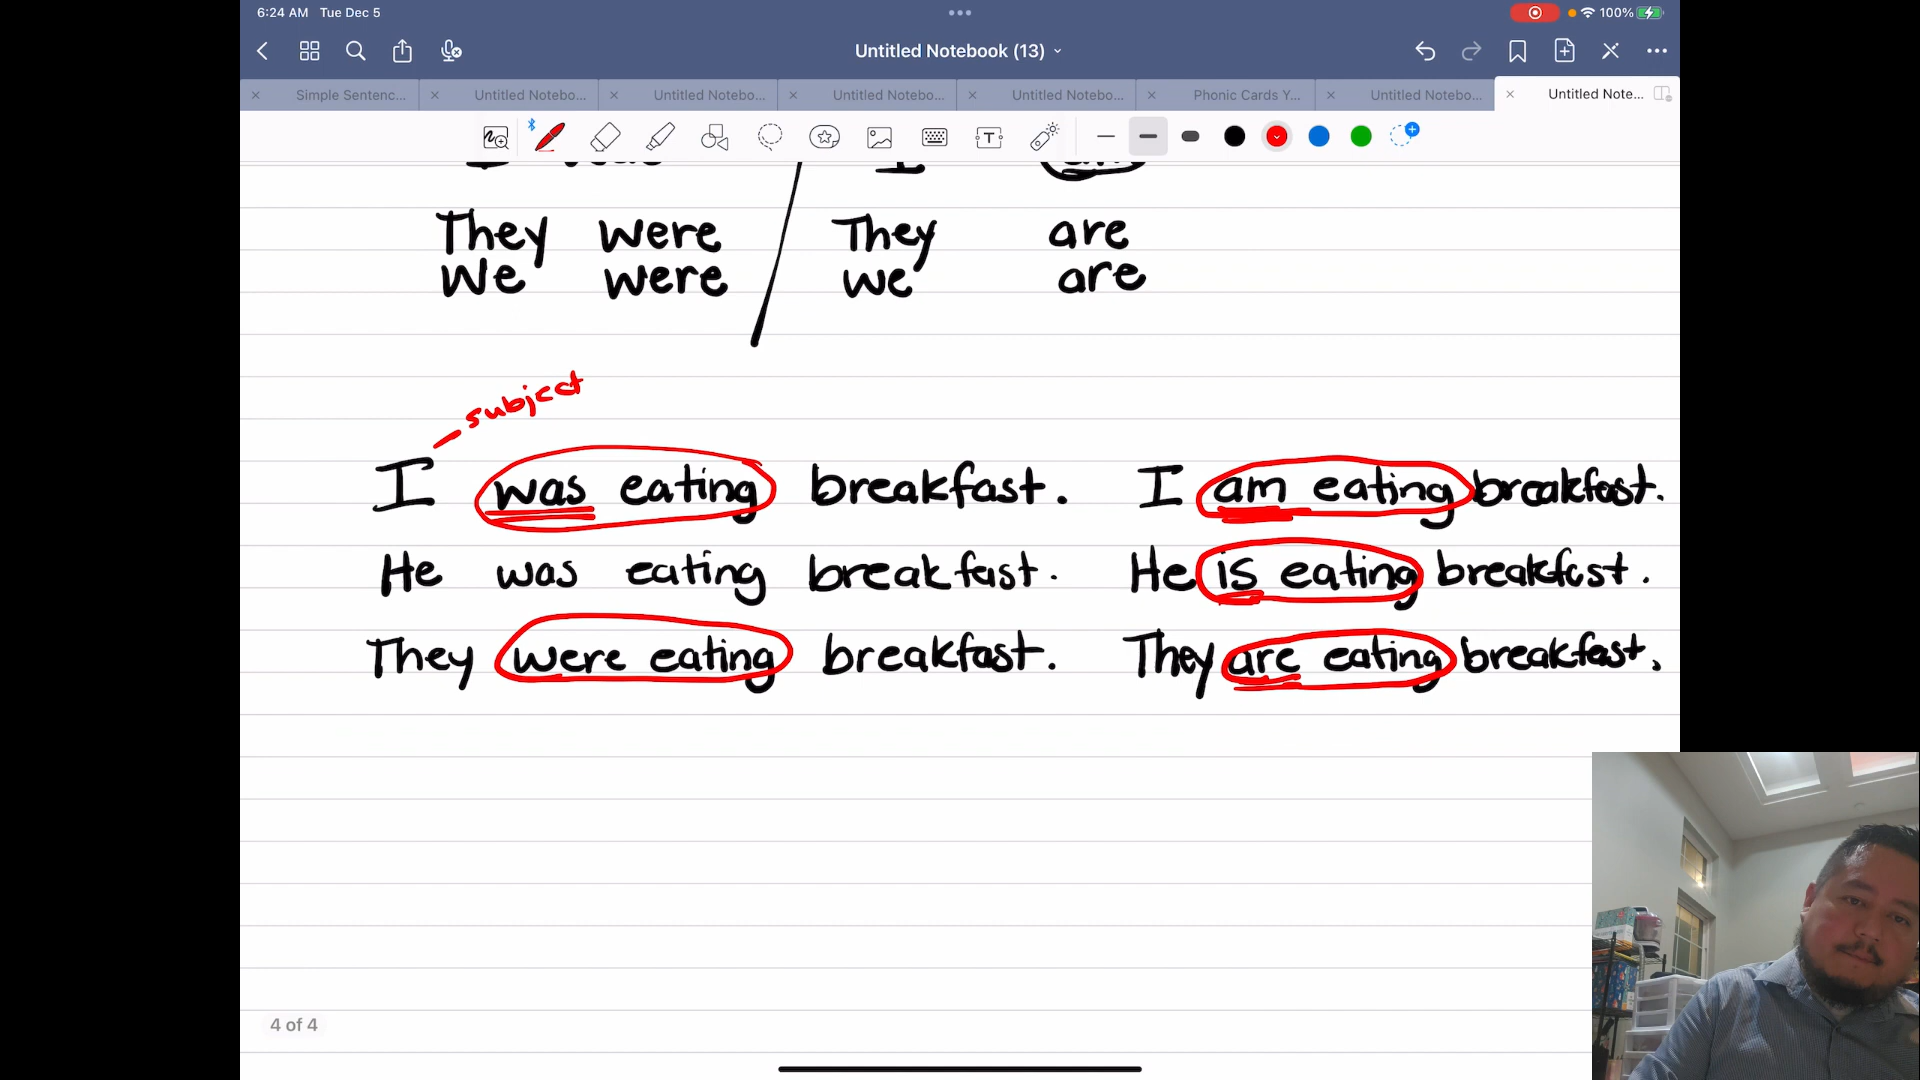 6:24 AM Tue Dec 5
100%
Untitled Notebook (13)
Simple Sentenc... Untitled Notebo... Untitled Notebo... Untitled Notebo... Untitled Notebo... Phonic Cards Y... Untitled Notebo... Untitled Note...
They were They are
We were we are
subject
I was eating breakfast. I am eating breakfast.
He was eating breakfast. He is eating breakfast.
They were eating breakfast. They are eating breakfast.
4 of 4